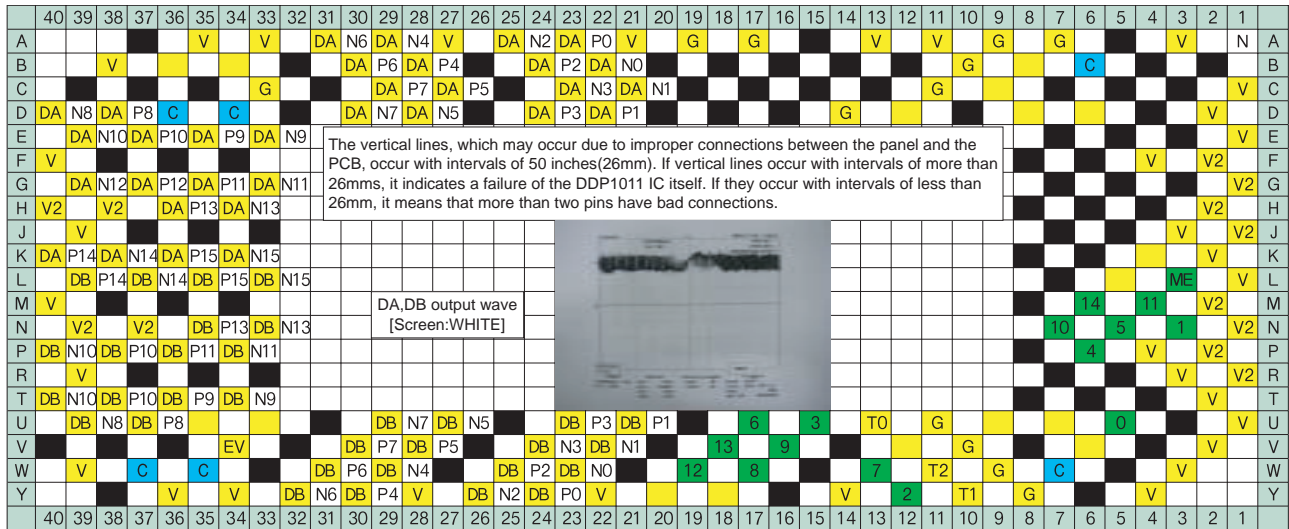 40 39 38 37 36 35 34 33 32 31 30 29 28 27 26 25 24 23 22 21 20 19 18 17 16 15 14 13 12 11 10 9 8 7 6 5 4 3 2 1
A V V DA N6 DA N4 V DA N2 DA P0 V G G V V G G V N A
B V DA P6 DA P4 DA P2 DA N0 G C B
C G DA P7 DA P5 DA N3 DA N1 G V C
D DA N8 DA P8 C C DA N7 DA N5 DA P3 DA P1 G V D
E DA N10 DA P10 DA P9 DA N9 V E
The vertical lines, which may occur due to improper connections between the panel and the
PCB, occur with intervals of 50 inches(26mm). If vertical lines occur with intervals of more than
26mms, it indicates a failure of the DDP1011 IC itself. If they occur with intervals of less than
26mm, it means that more than two pins have bad connections.
F V V V2 F
G DA N12 DA P12 DA P11 DA N11 V2 G
H V2 V2 DA P13 DA N13 V2 H
J V V V2 J
K DA P14 DA N14 DA P15 DA N15 V K
L DB P14 DB N14 DB P15 DB N15 ME V L
DA,DB output wave
[Screen:WHITE]
M V 14 11 V2 M
N V2 V2 DB P13 DB N13 10 5 1 V2 N
P DB N10 DB P10 DB P11 DB N11 4 V V2 P
R V V V2 R
T DB N10 DB P10 DB P9 DB N9 V T
U DB N8 DB P8 DB N7 DB N5 DB P3 DB P1 6 3 T0 G 0 V U
V EV DB P7 DB P5 DB N3 DB N1 13 9 G V V
W V C C DB P6 DB N4 DB P2 DB N0 12 8 7 T2 G C V W
Y V V DB N6 DB P4 V DB N2 DB P0 V V 2 T1 G V Y
40 39 38 37 36 35 34 33 32 31 30 29 28 27 26 25 24 23 22 21 20 19 18 17 16 15 14 13 12 11 10 9 8 7 6 5 4 3 2 1